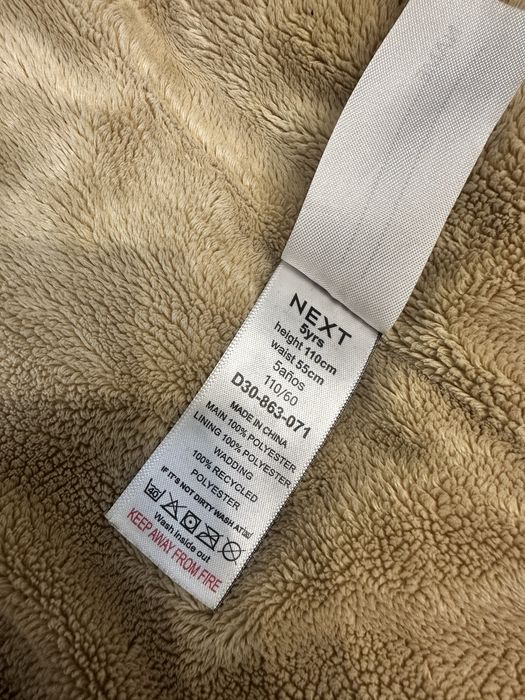 NEXT
5yrs
height 110cm
waist 55cm
5años
110/60
D30-863-071
MADE IN CHINA
MAIN 100% POLYESTER
LINING 100% POLYESTER
WADDING
100% RECYCLED
POLYESTER
IF IT'S NOT DIRTY WASH AT
Wash inside out
KEEP AWAY FROM FIRE